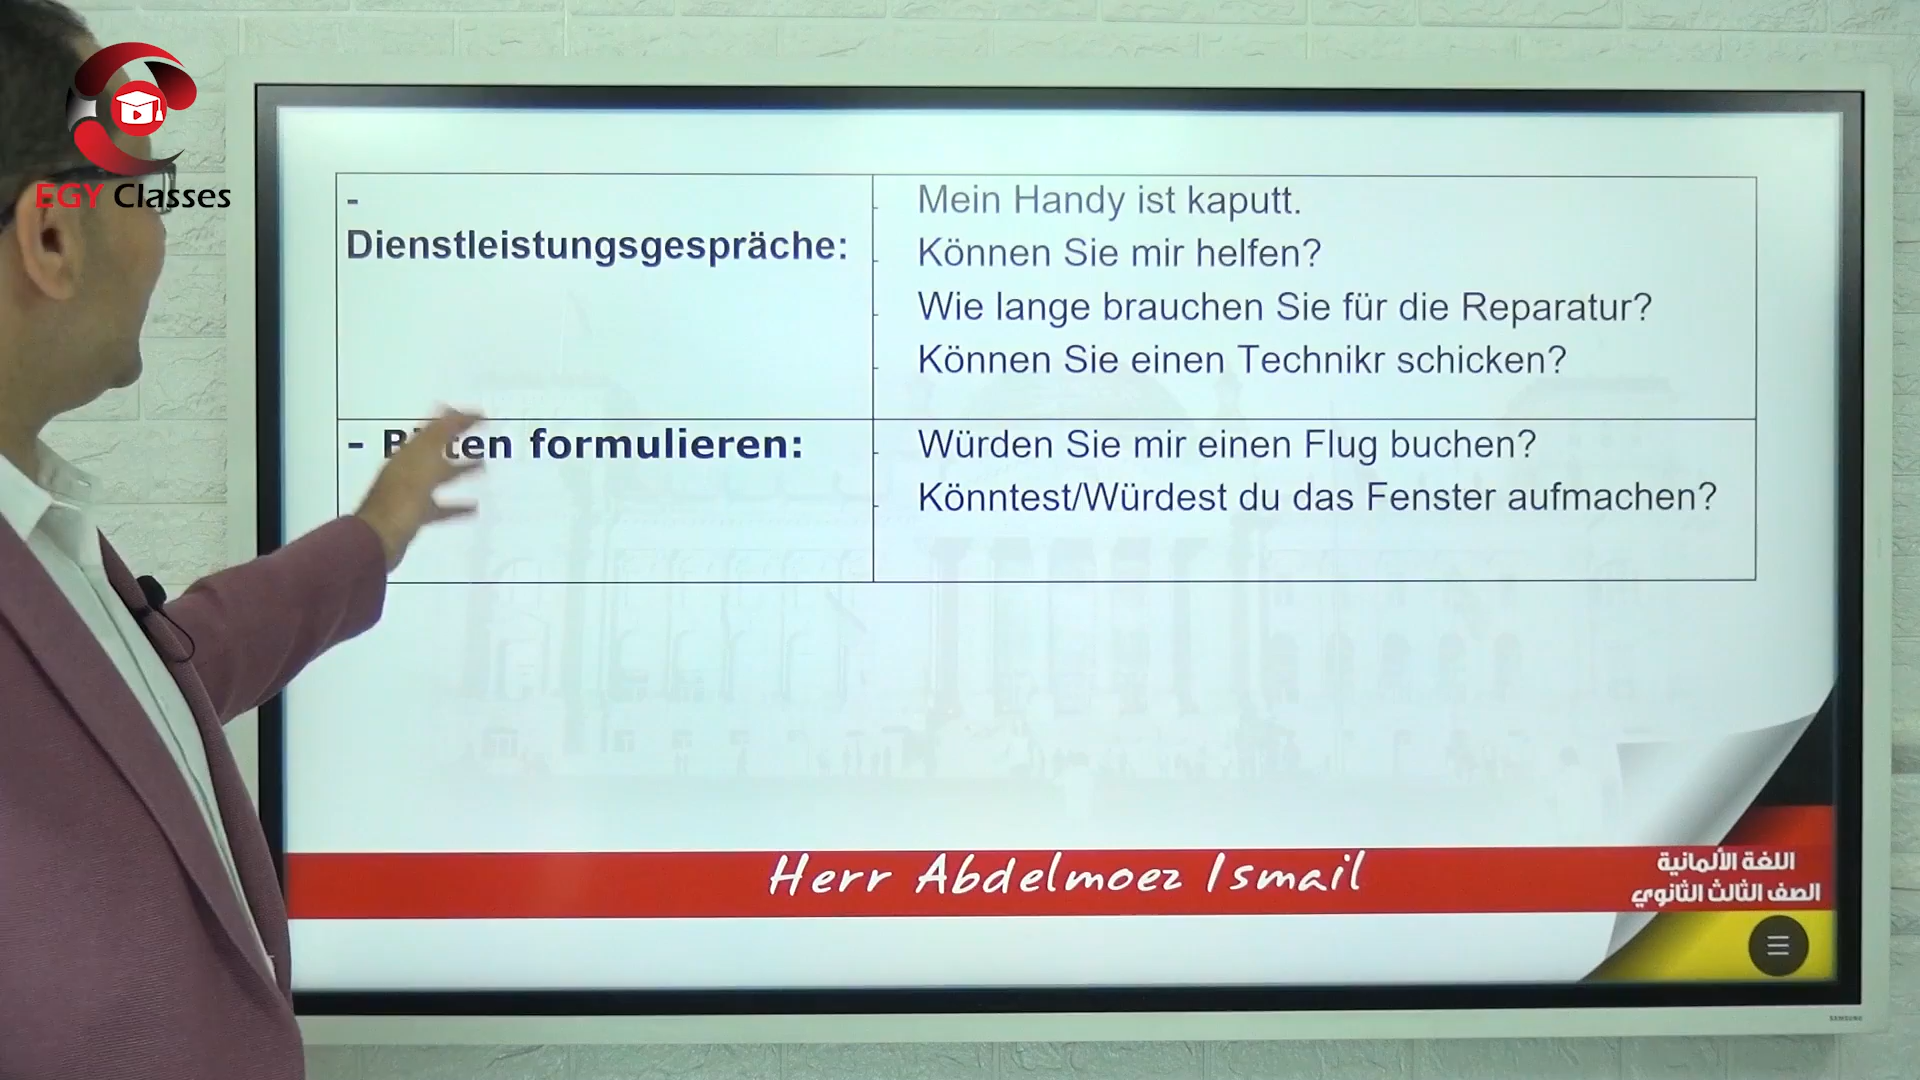 EGY Classes
-
Dienstleistungsgespräche:
- Mein Handy ist kaputt.
- Können Sie mir helfen?
- Wie lange brauchen Sie für die Reparatur?
- Können Sie einen Technikr schicken?
- formulieren:
- Würden Sie mir einen Flug buchen?
- Könntest/Würdest du das Fenster aufmachen?
Herr Abdelmoez Ismail
اللغة الألمانية
الصف الثالث الثانوي
SAMSUNG